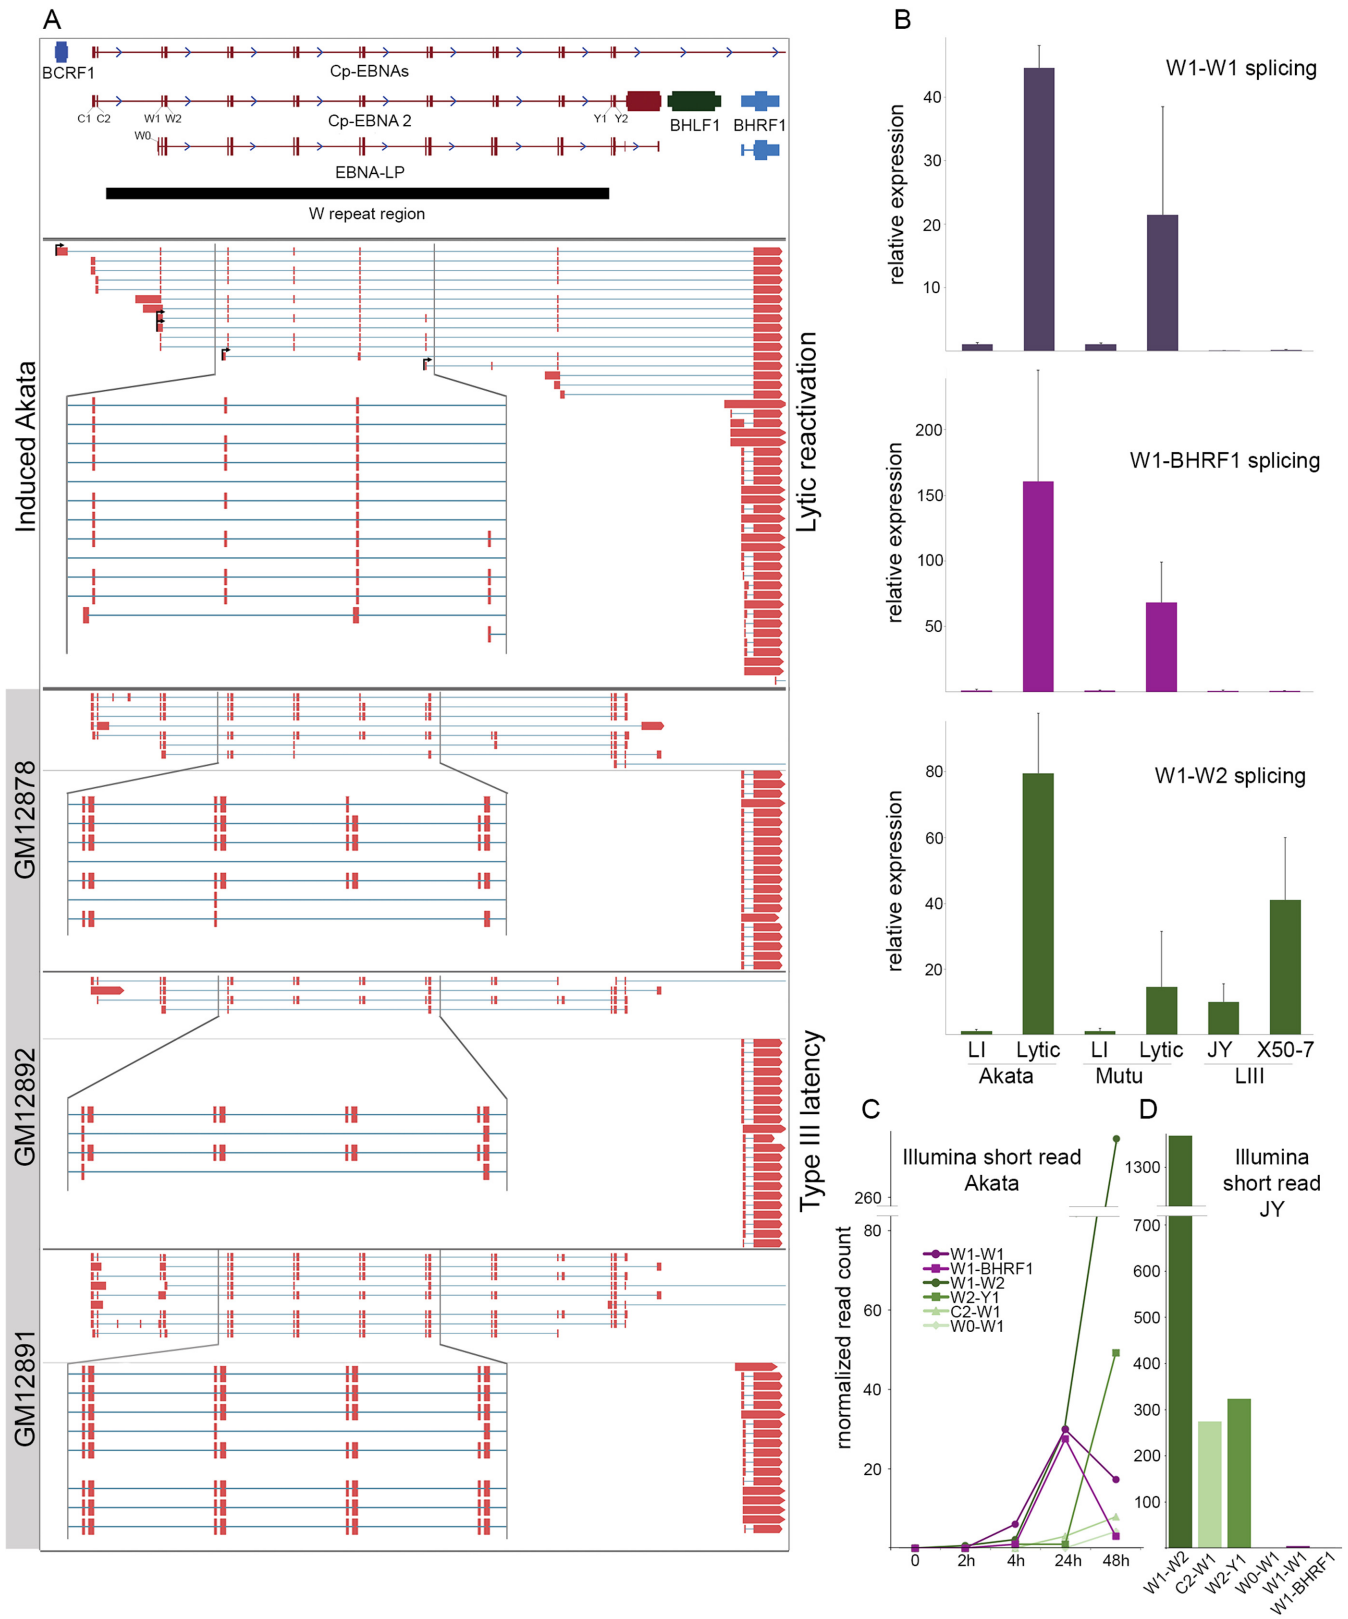 A
BCRF1
Cp-EBNAs
C1 C2 W1 W2 Cp-EBNA 2 Y1 Y2 BHLF1 BHRF1
W0
EBNA-LP
W repeat region
Induced Akata
Lytic reactivation
GM12878
GM12892
GM12891
Type III latency
B
W1-W1 splicing
relative expression
40
30
20
10
W1-BHRF1 splicing
relative expression
200
150
100
50
W1-W2 splicing
relative expression
80
60
40
20
LI Lytic LI Lytic JY X50-7
Akata Mutu LIII
C
Illumina short read
Akata
rnormalized read count
260
80
60
40
20
W1-W1
W1-BHRF1
W1-W2
W2-Y1
C2-W1
W0-W1
0 2h 4h 24h 48h
D
Illumina
short read
JY
1300
700
600
500
400
300
200
100
W1-W2
C2-W1
W2-Y1
W0-W1
W1-W1
W1-BHRF1